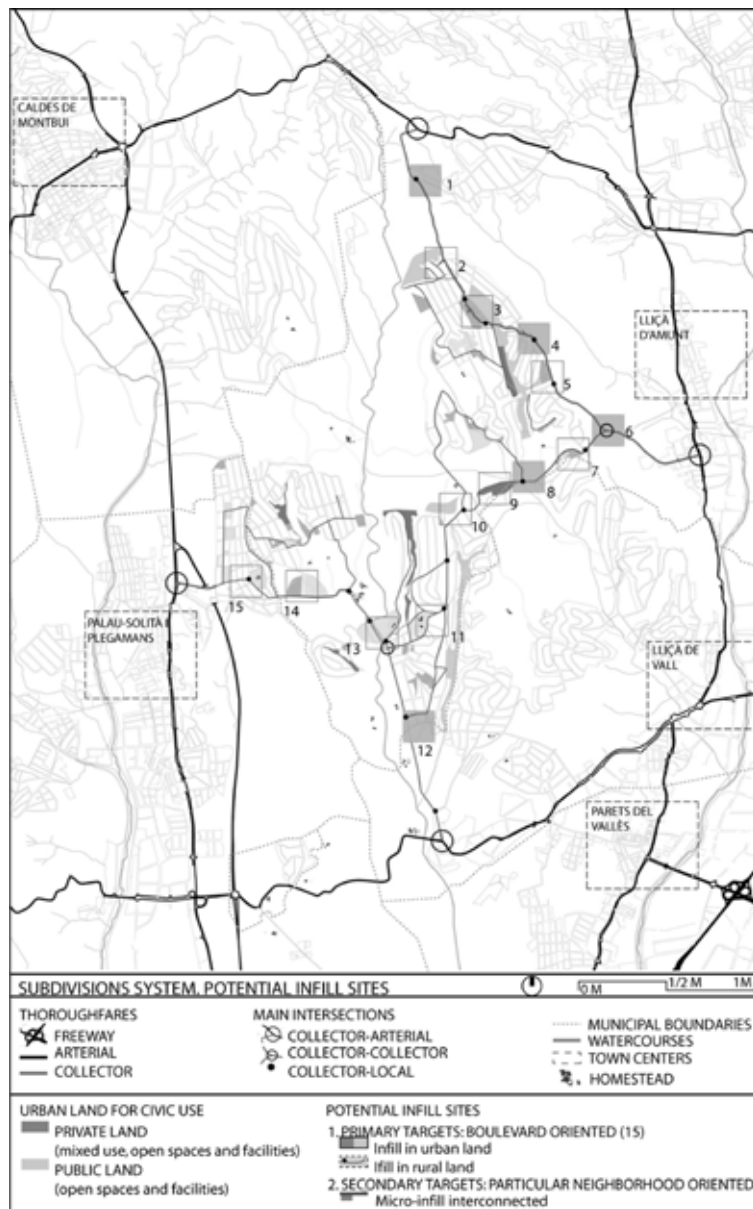 CALDES DE
MONTBUI
1
2
3
LLIÇÀ
D'AMUNT
4
5
6
7
8
9
10
15
14
PALAU-SOLITÀ I
PLEGAMANS
13
11
LLIÇÀ DE
VALL
12
PARETS DEL
VALLÈS
SUBDIVISIONS SYSTEM. POTENTIAL INFILL SITES
0 M 1/2 M 1M
THOROUGHFARES
FREEWAY
ARTERIAL
COLLECTOR
MAIN INTERSECTIONS
COLLECTOR-ARTERIAL
COLLECTOR-COLLECTOR
COLLECTOR-LOCAL
MUNICIPAL BOUNDARIES
WATERCOURSES
TOWN CENTERS
HOMESTEAD
URBAN LAND FOR CIVIC USE
PRIVATE LAND
(mixed use, open spaces and facilities)
PUBLIC LAND
(open spaces and facilities)
POTENTIAL INFILL SITES
1. PRIMARY TARGETS: BOULEVARD ORIENTED (15)
Infill in urban land
Ifill in rural land
2. SECONDARY TARGETS: PARTICULAR NEIGHBORHOOD ORIENTED
Micro-infill interconnected